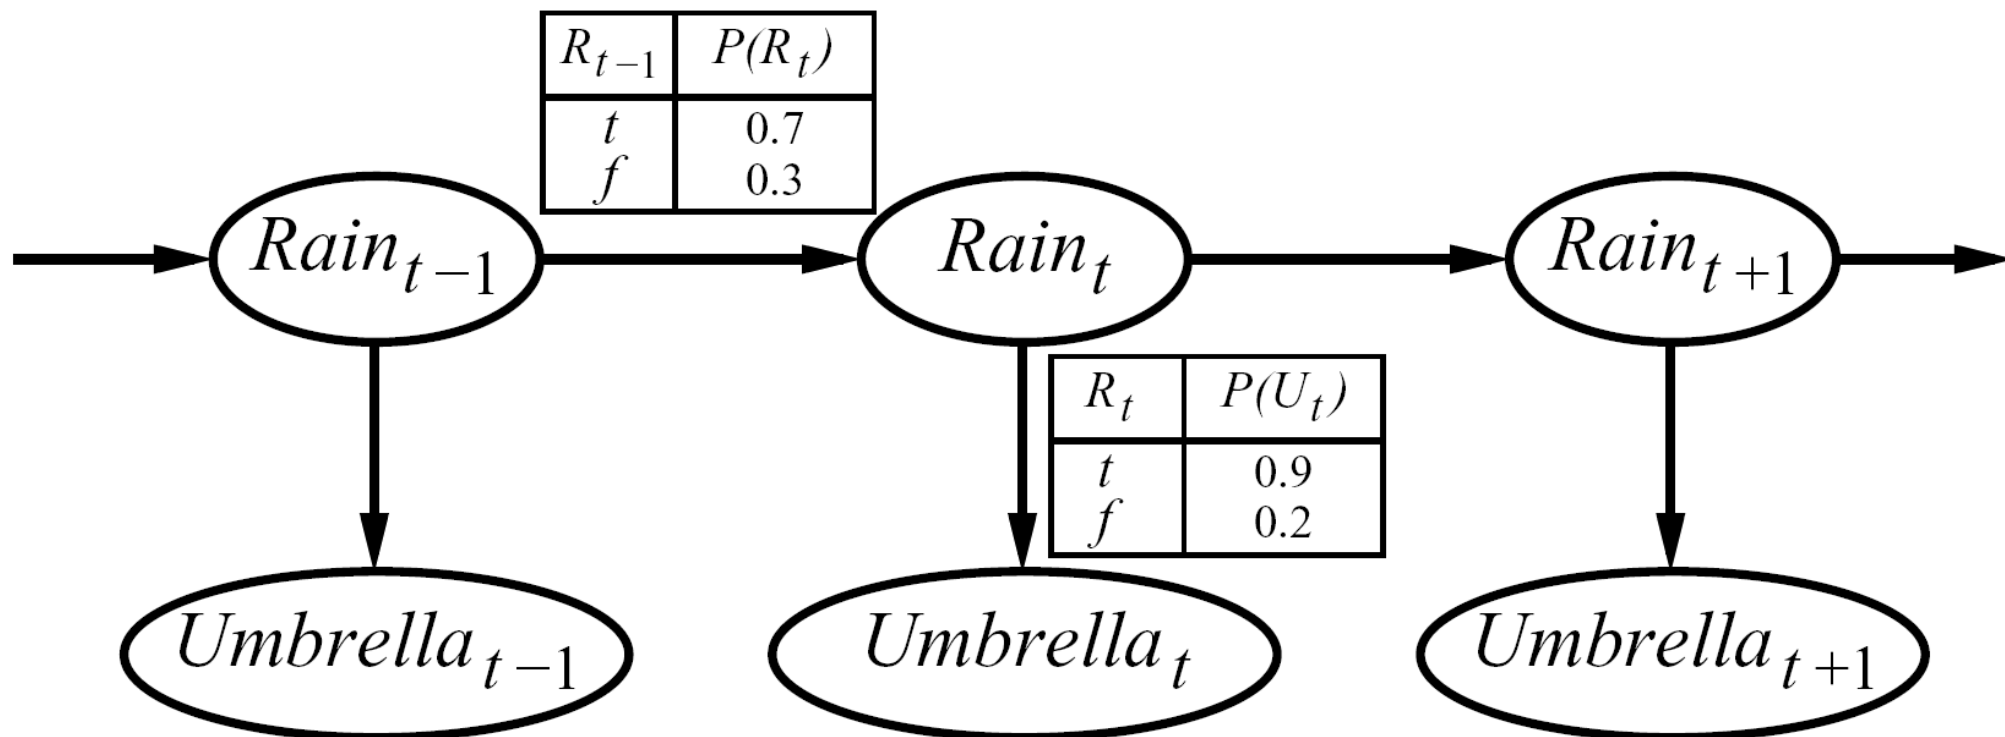 R_{t-1} P(R_t)
t 0.7
f 0.3
Rain_{t-1} Rain_t Rain_{t+1}
R_t P(U_t)
t 0.9
f 0.2
Umbrella_{t-1} Umbrella_t Umbrella_{t+1}